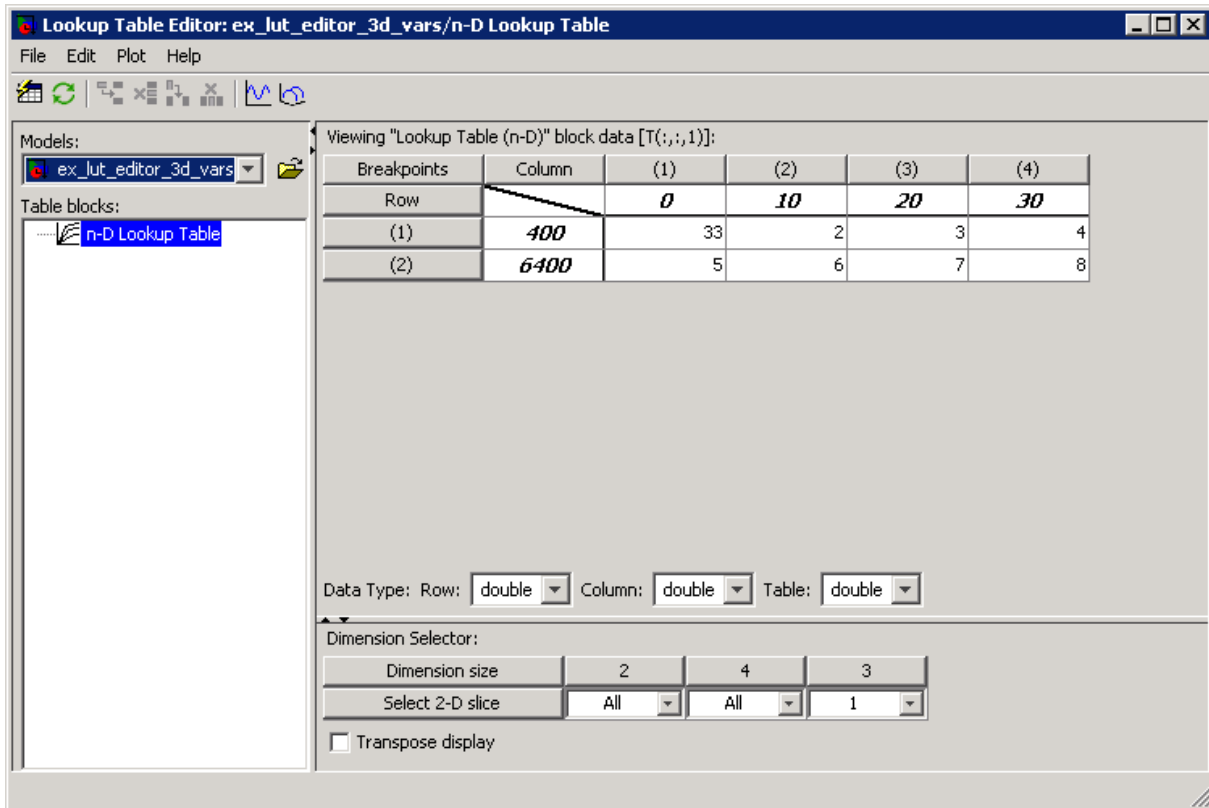 Lookup Table Editor: ex_lut_editor_3d_vars/n-D Lookup Table
File Edit Plot Help
Models:
ex_lut_editor_3d_vars
Table blocks:
n-D Lookup Table
Viewing "Lookup Table (n-D)" block data [T(:,:,1)]:
Breakpoints Column (1) (2) (3) (4)
Row 0 10 20 30
(1) 400 33 2 3 4
(2) 6400 5 6 7 8
Data Type: Row: double Column: double Table: double
Dimension Selector:
Dimension size 2 4 3
Select 2-D slice All All 1
Transpose display